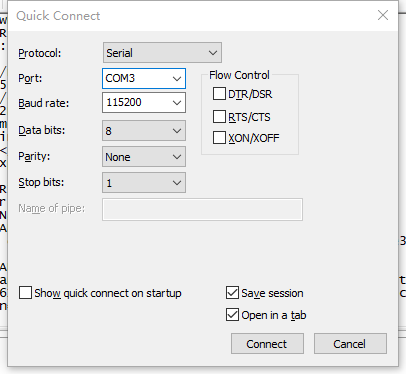 Quick Connect
Protocol: Serial
Port: COM3
Baud rate: 115200
Data bits: 8
Parity: None
Stop bits: 1
Name of pipe:
Flow Control
DTR/DSR
RTS/CTS
XON/XOFF
Show quick connect on startup
Save session
Open in a tab
Connect
Cancel